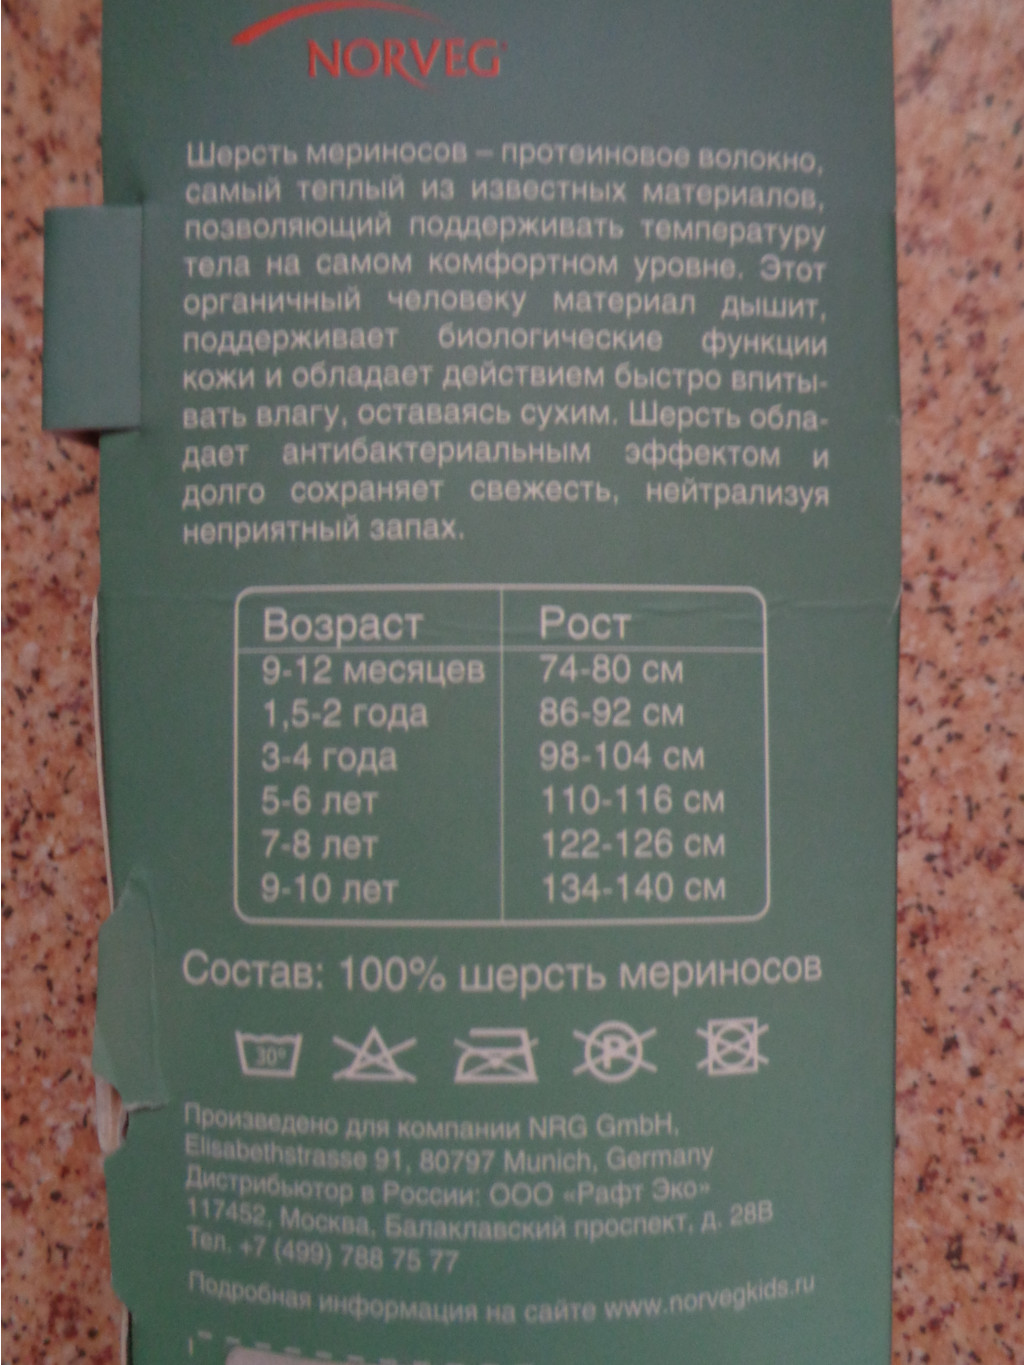 NORVEG
Шерсть мериносов – протеиновое волокно,
самый теплый из известных материалов,
позволяющий поддерживать температуру
тела на самом комфортном уровне. Этот
органичный человеку материал дышит,
поддерживает биологические функции
кожи и обладает действием быстро впиты-
вать влагу, оставаясь сухим. Шерсть обла-
дает антибактериальным эффектом и
долго сохраняет свежесть, нейтрализуя
неприятный запах.
Возраст Рост
9-12 месяцев 74-80 см
1,5-2 года 86-92 см
3-4 года 98-104 см
5-6 лет 110-116 см
7-8 лет 122-126 см
9-10 лет 134-140 см
Состав: 100% шерсть мериносов
30° P
Произведено для компании NRG GmbH,
Elisabethstrasse 91, 80797 Munich, Germany
Дистрибьютор в России: ООО «Рафт Эко»
117452, Москва, Балаклавский проспект, д. 28В
Тел. +7 (499) 788 75 77
Подробная информация на сайте www.norvegkids.ru